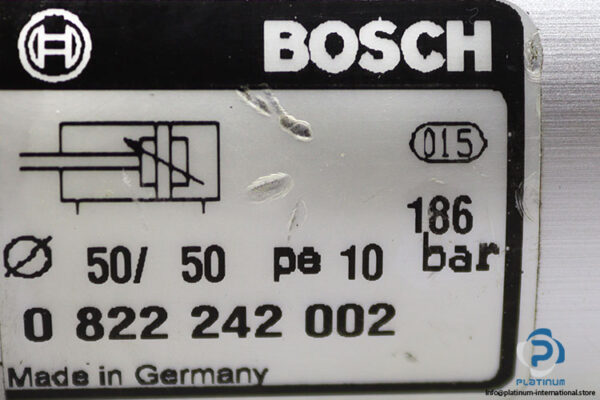 BOSCH
015
186
Ø 50/ 50 pe 10 bar
0 822 242 002
Made in Germany
PLATINUM
info@platinum-international.store